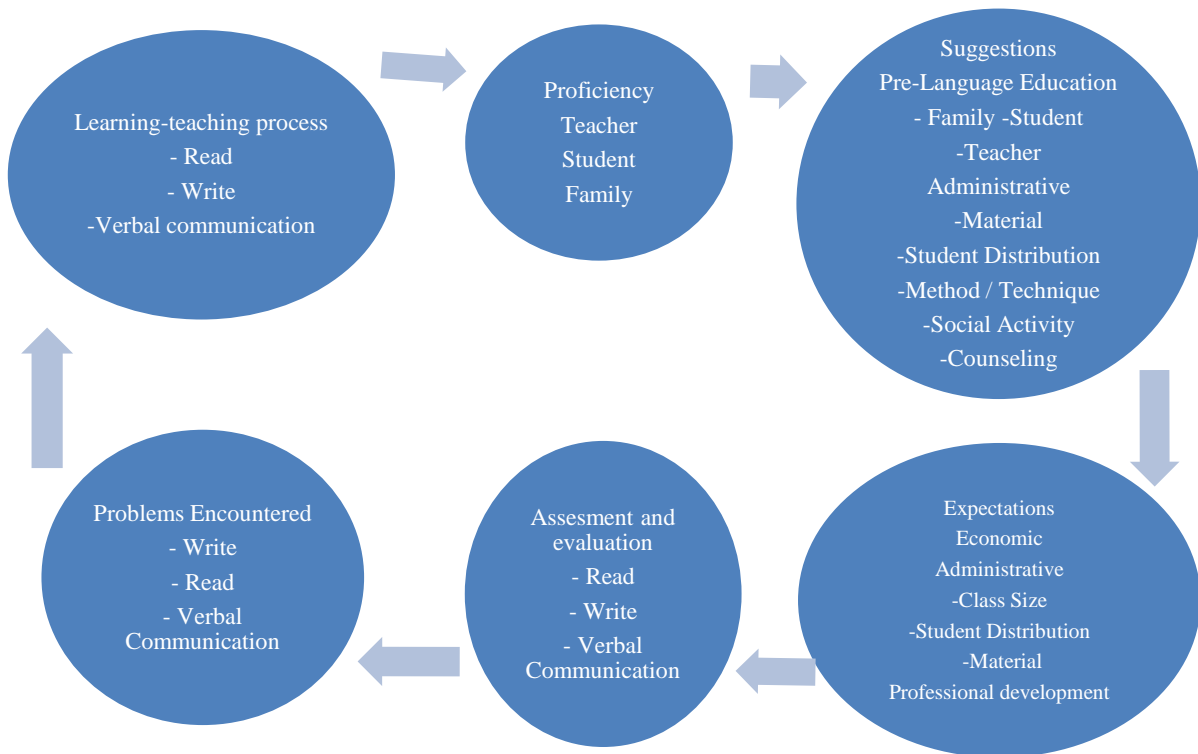 Learning-teaching process
- Read
- Write
-Verbal communication
Proficiency
Teacher
Student
Family
Suggestions
Pre-Language Education
- Family -Student
-Teacher
Administrative
-Material
-Student Distribution
-Method / Technique
-Social Activity
-Counseling
Expectations
Economic
Administrative
-Class Size
-Student Distribution
-Material
Professional development
Assesment and
evaluation
- Read
- Write
- Verbal
Communication
Problems Encountered
- Write
- Read
- Verbal
Communication